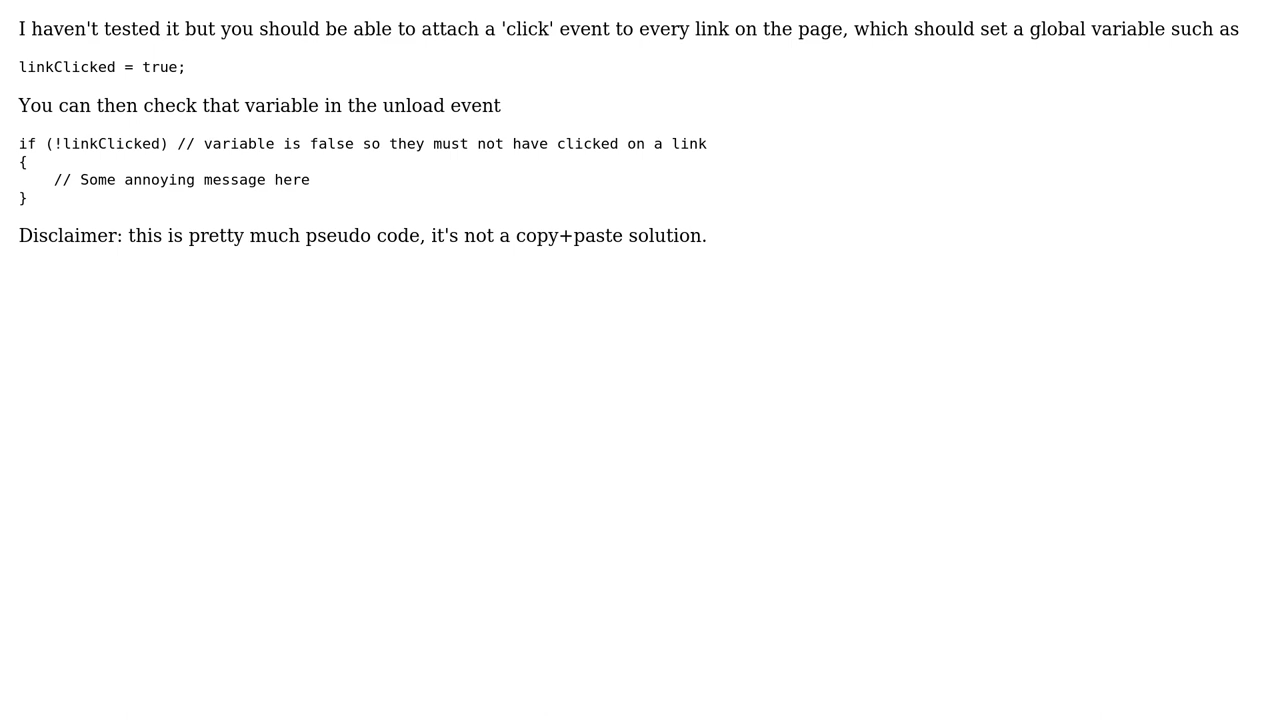 I haven't tested it but you should be able to attach a 'click' event to every link on the page, which should set a global variable such as
linkClicked = true;
You can then check that variable in the unload event
if (!linkClicked) // variable is false so they must not have clicked on a link
{
    // Some annoying message here
}
Disclaimer: this is pretty much pseudo code, it's not a copy+paste solution.